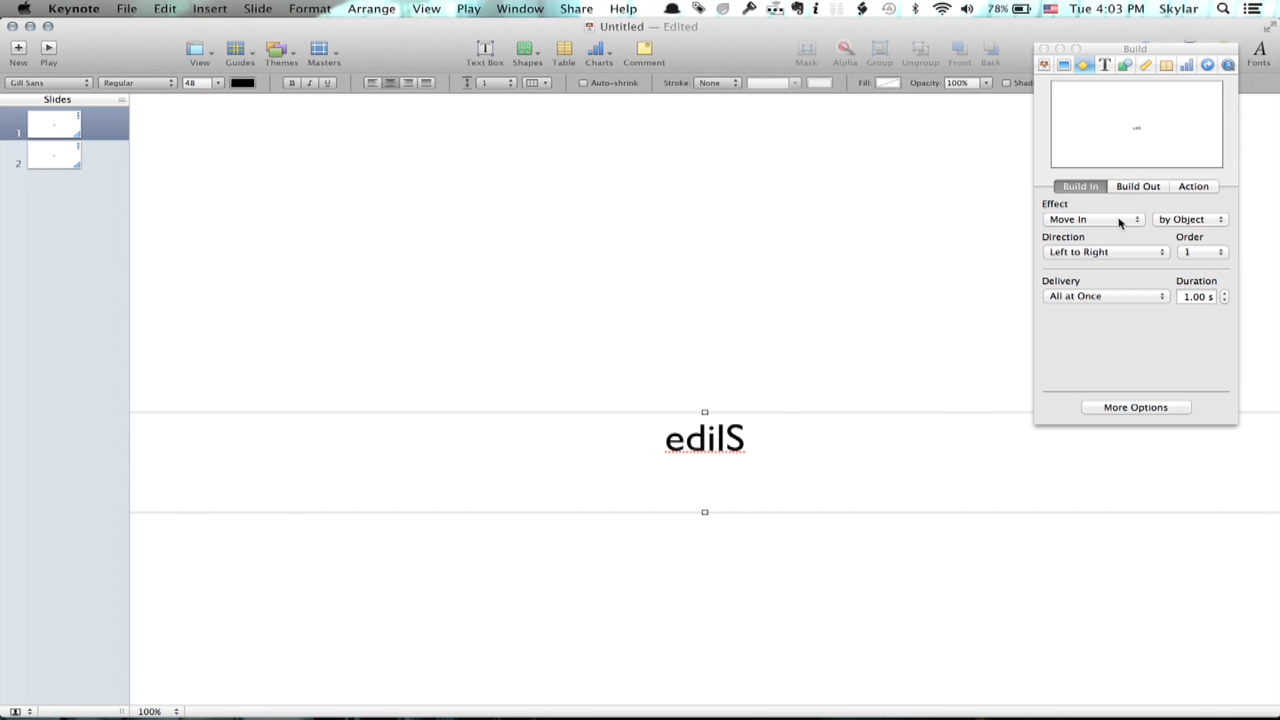 Keynote File Edit Insert Slide Format Arrange View Play Window Share Help 78% Tue 4:03 PM Skylar
Untitled — Edited
New Play View Guides Themes Masters Text Box Shapes Table Charts Comment Mask Alpha Group Ungroup Front Back Fonts
Gill Sans Regular 48 B I U 1 Auto-shrink Stroke: None Fill: Opacity: 100%
Slides
1
2
edilS
Build
Build In Build Out Action
Effect
Move In by Object
Direction Order
Left to Right 1
Delivery Duration
All at Once 1.00 s
More Options
100%